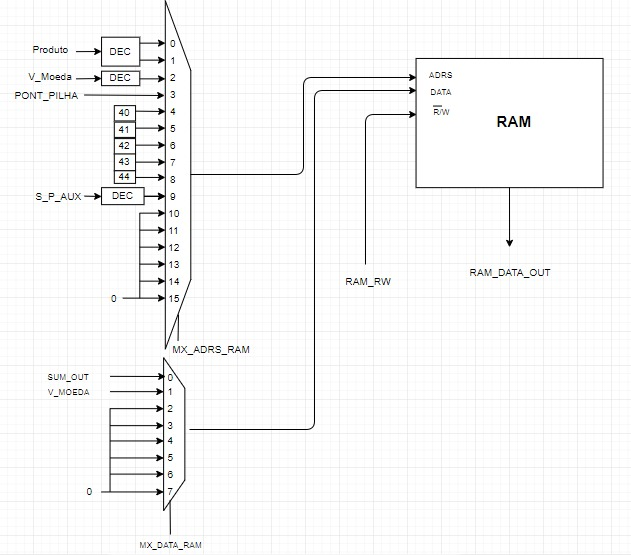 Produto
DEC
0
1
V_Moeda
DEC
2
PONT_PILHA
3
40
4
41
5
42
6
43
7
44
8
S_P_AUX
DEC
9
10
11
12
13
14
0
15
MX_ADRS_RAM
ADRS
DATA
R/W
RAM
RAM_RW
RAM_DATA_OUT
SUM_OUT
0
V_MOEDA
1
2
3
4
5
6
0
7
MX_DATA_RAM